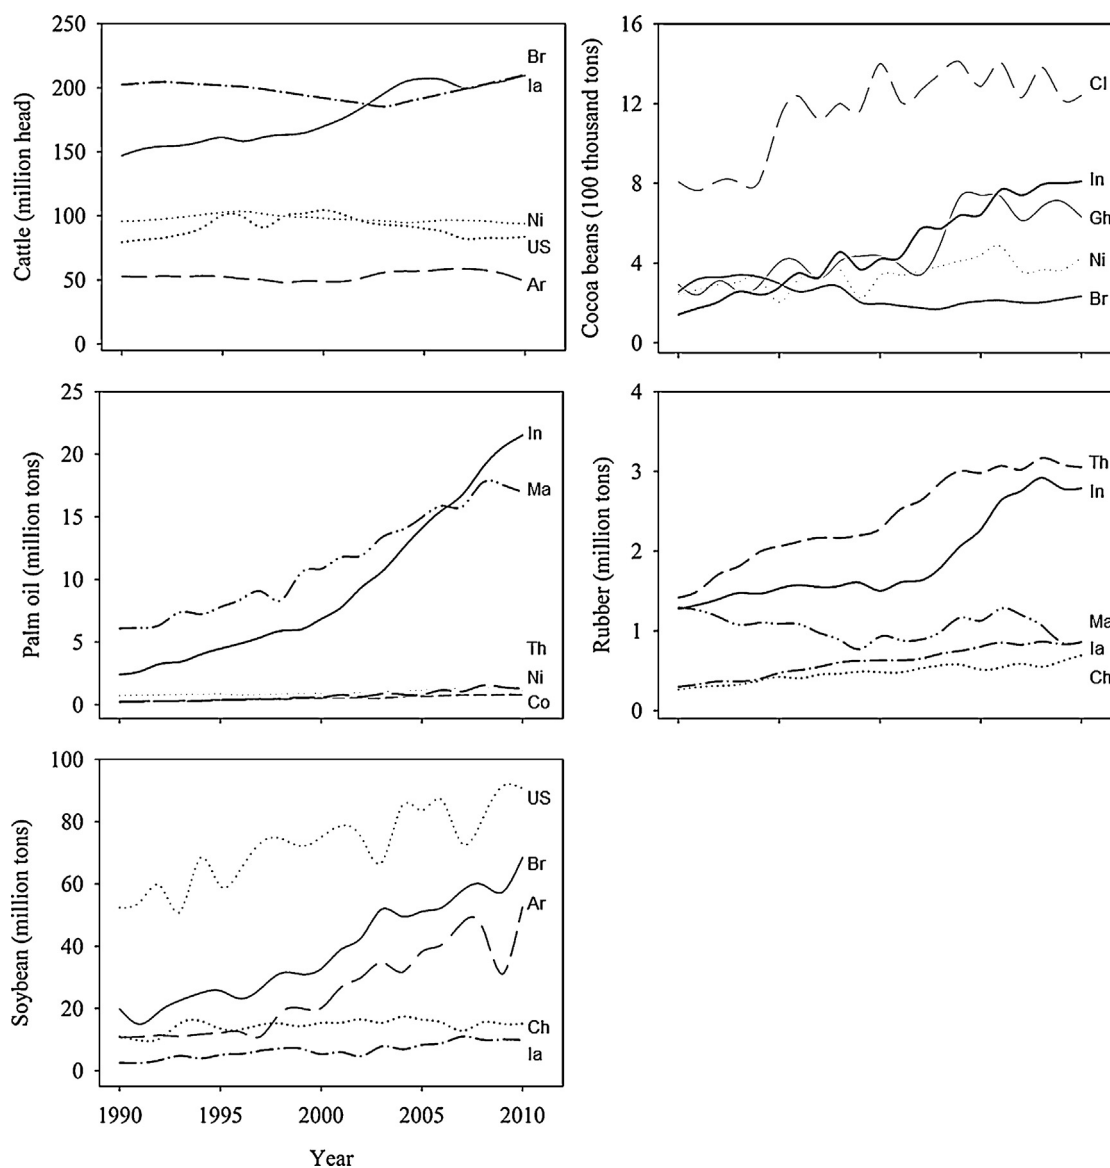 Cattle (million head)
250
200
150
100
50
0
Br
Ia
Ni
US
Ar
Cocoa beans (100 thousand tons)
16
12
8
4
0
CI
In
Gh
Ni
Br
Palm oil (million tons)
25
20
15
10
5
0
In
Ma
Th
Ni
Co
Rubber (million tons)
4
3
2
1
0
Th
In
Ma
Ia
Ch
Soybean (million tons)
100
80
60
40
20
0
US
Br
Ar
Ch
Ia
1990 1995 2000 2005 2010
Year